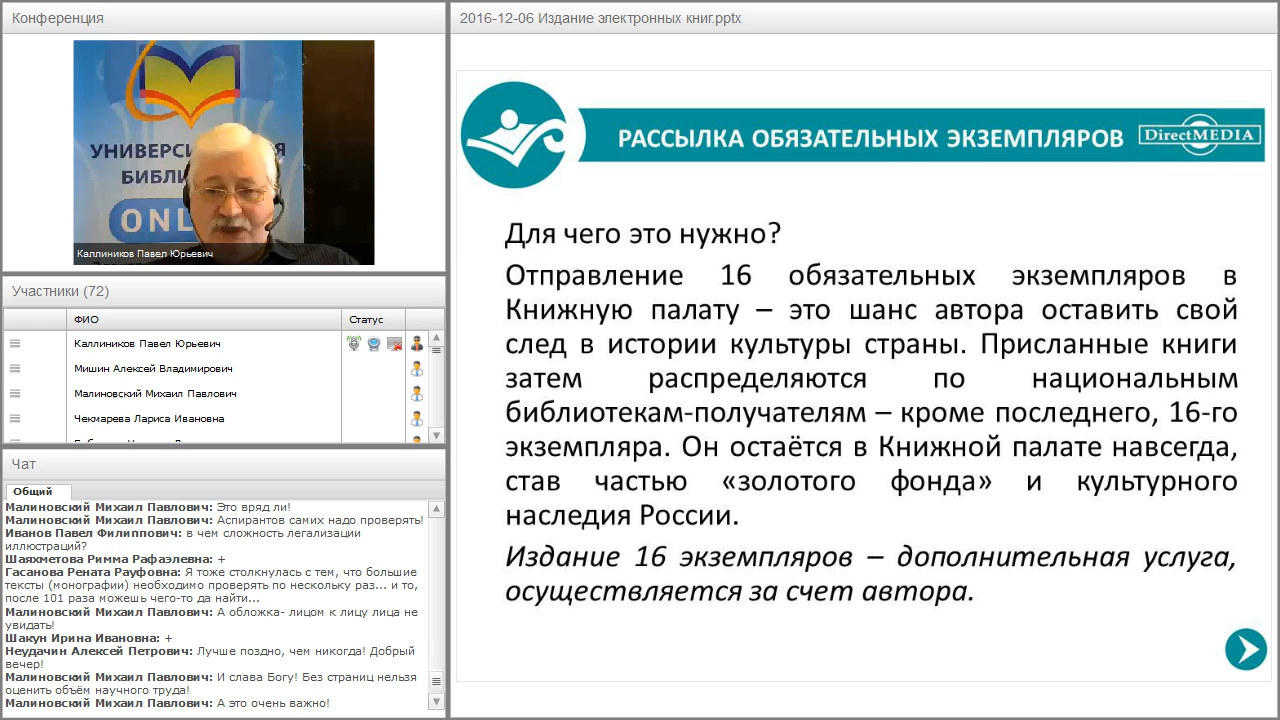 Конференция
УНИВЕРСИ АЯ
БИБЛИ
ONL
Каллиников Павел Юрьевич
Участники (72)
ФИО Статус
Каллиников Павел Юрьевич
Мишин Алексей Владимирович
Малиновский Михаил Павлович
Чекмарева Лариса Ивановна
Чат
Общий
Малиновский Михаил Павлович: Это вряд ли!
Малиновский Михаил Павлович: Аспирантов самих надо проверять!
Иванов Павел Филиппович: в чем сложность легализации
иллюстраций?
Шаяхметова Римма Рафаэлевна: +
Гасанова Рената Рауфовна: Я тоже столкнулась с тем, что большие
тексты (монографии) необходимо проверять по нескольку раз... и то,
после 101 раза можешь чего-то да найти...
Малиновский Михаил Павлович: А обложка- лицом к лицу лица не
увидать!
Шакун Ирина Ивановна: +
Неудачин Алексей Петрович: Лучше поздно, чем никогда! Добрый
вечер!
Малиновский Михаил Павлович: И слава Богу! Без страниц нельзя
оценить объём научного труда!
Малиновский Михаил Павлович: А это очень важно!
2016-12-06 Издание электронных книг.pptx
РАССЫЛКА ОБЯЗАТЕЛЬНЫХ ЭКЗЕМПЛЯРОВ
DirectMEDIA
Для чего это нужно?
Отправление 16 обязательных экземпляров в
Книжную палату – это шанс автора оставить свой
след в истории культуры страны. Присланные книги
затем распределяются по национальным
библиотекам-получателям – кроме последнего, 16-го
экземпляра. Он остаётся в Книжной палате навсегда,
став частью «золотого фонда» и культурного
наследия России.
Издание 16 экземпляров – дополнительная услуга,
осуществляется за счет автора.